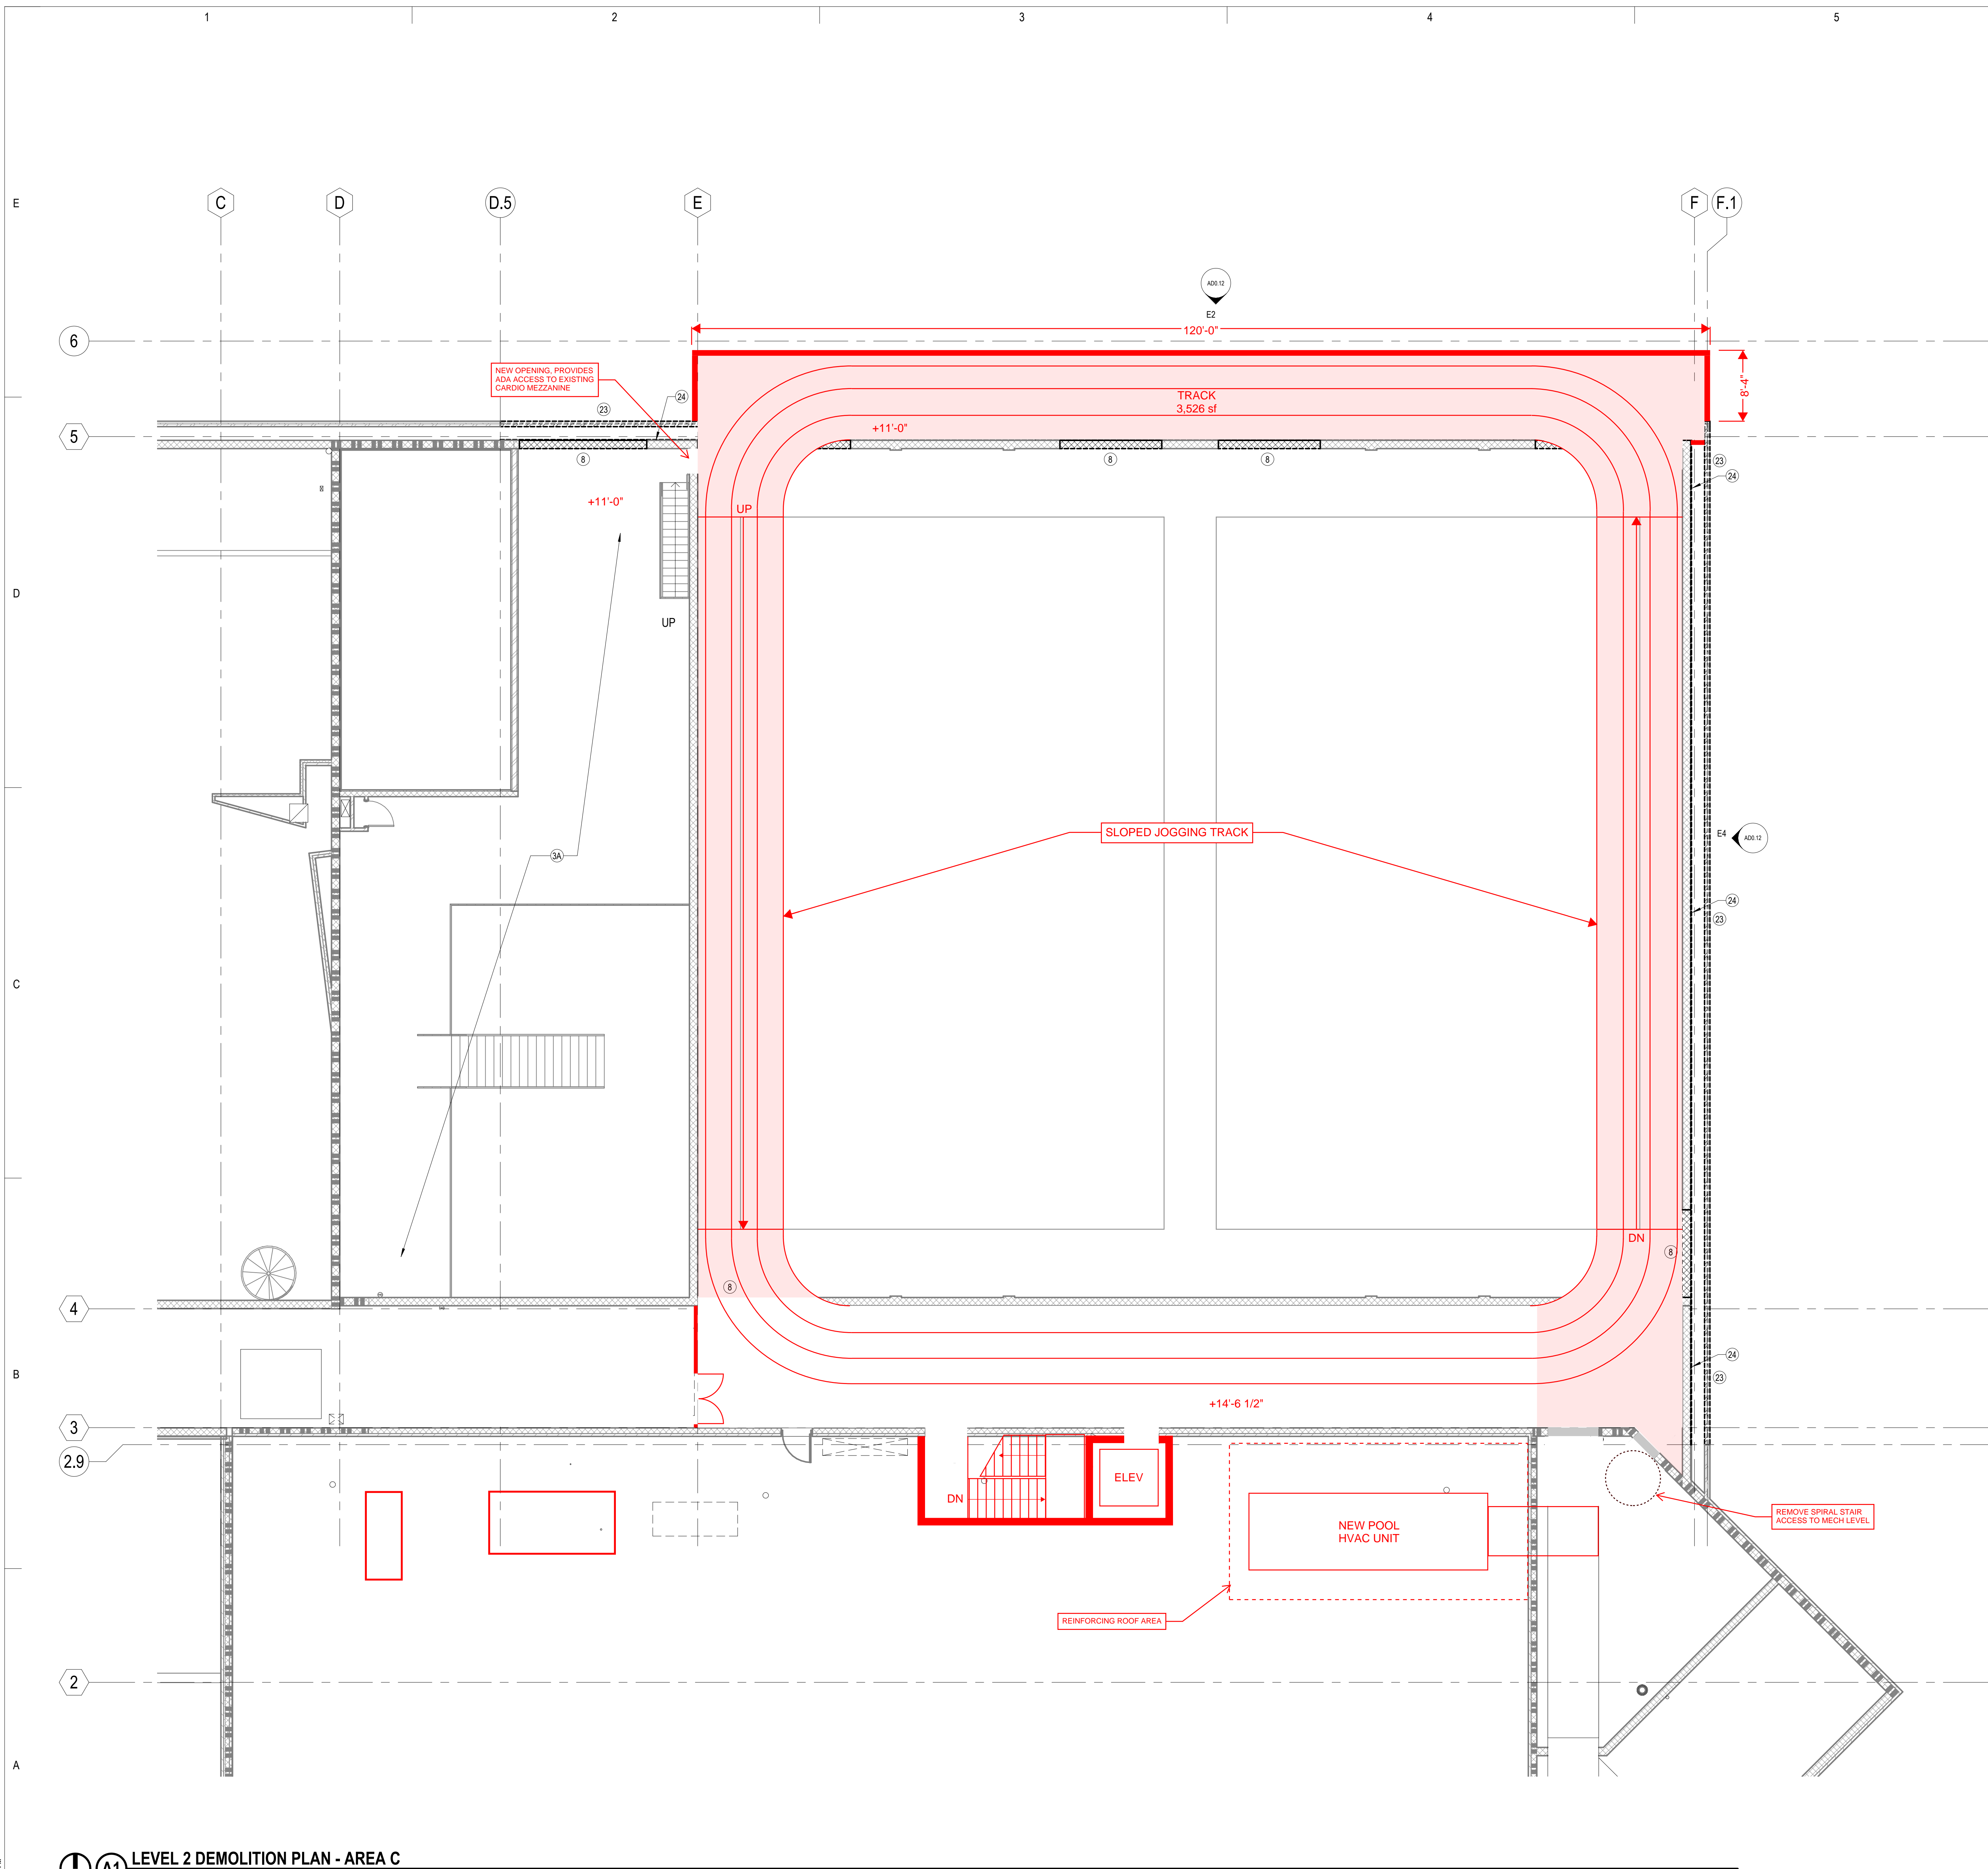 1 2 3 4 5
E
C D D.5 E F F.1
AD0.12
E2
120'-0"
6
NEW OPENING, PROVIDES
ADA ACCESS TO EXISTING
CARDIO MEZZANINE
8'-4"
TRACK
3,526 sf
24
23
+11'-0"
5
8
8
8
23
24
+11'-0"
UP
D
UP
SLOPED JOGGING TRACK
E4
AD0.12
3A
24
23
C
DN
8
8
4
24
B
23
+14'-6 1/2"
3
2.9
ELEV
DN
NEW POOL
HVAC UNIT
REMOVE SPIRAL STAIR
ACCESS TO MECH LEVEL
REINFORCING ROOF AREA
2
A
A1
LEVEL 2 DEMOLITION PLAN - AREA C